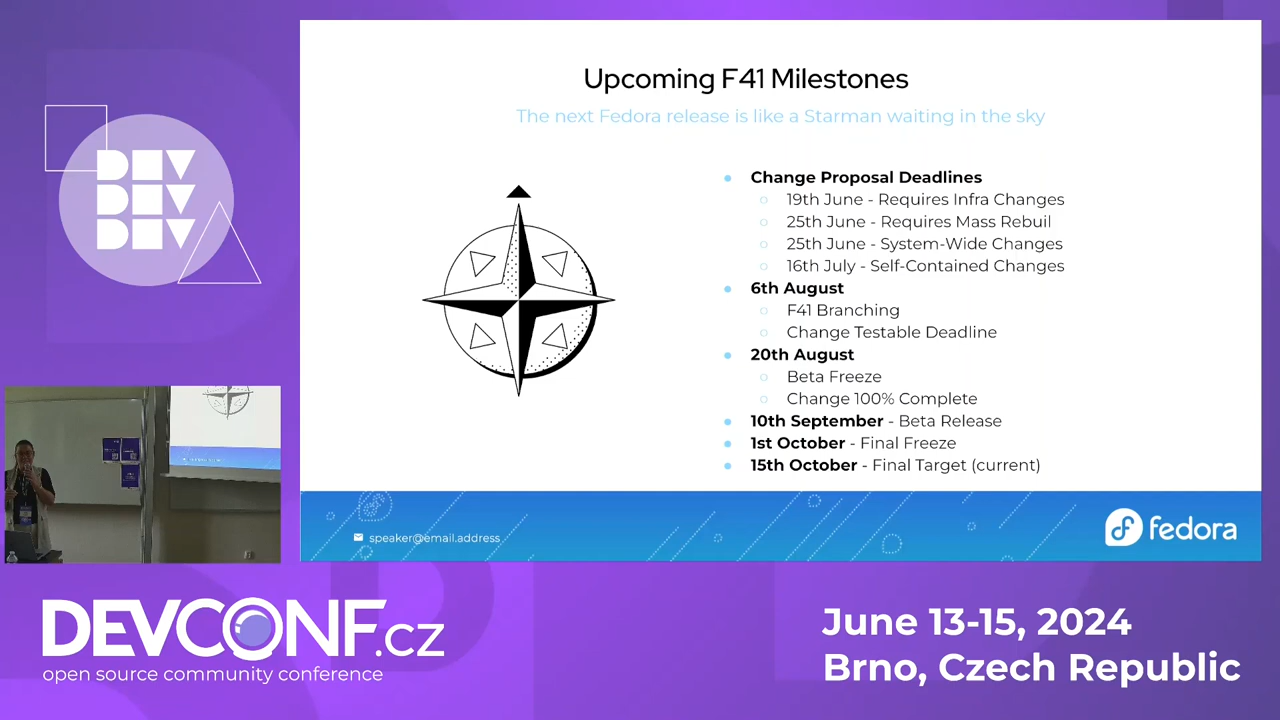 Upcoming F41 Milestones
The next Fedora release is like a Starman waiting in the sky
Change Proposal Deadlines
19th June - Requires Infra Changes
25th June - Requires Mass Rebuil
25th June - System-Wide Changes
16th July - Self-Contained Changes
6th August
F41 Branching
Change Testable Deadline
20th August
Beta Freeze
Change 100% Complete
10th September - Beta Release
1st October - Final Freeze
15th October - Final Target (current)
speaker@email.address
fedora
DEV
DEV
DEV
DEVCONF.cz
open source community conference
June 13-15, 2024
Brno, Czech Republic